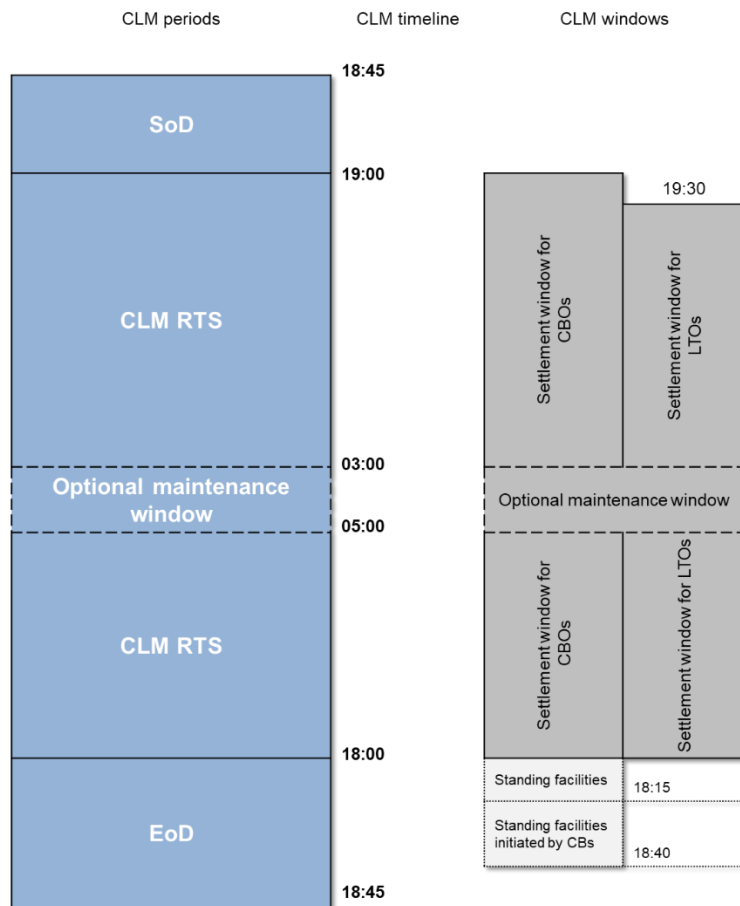 CLM periods
CLM timeline
CLM windows
18:45
SoD
19:00
19:30
CLM RTS
Settlement window for
CBOs
Settlement window for
LTOs
03:00
Optional maintenance
window
Optional maintenance window
05:00
CLM RTS
Settlement window for
CBOs
Settlement window for LTOs
18:00
Standing facilities
18:15
EoD
Standing facilities
initiated by CBs
18:40
18:45